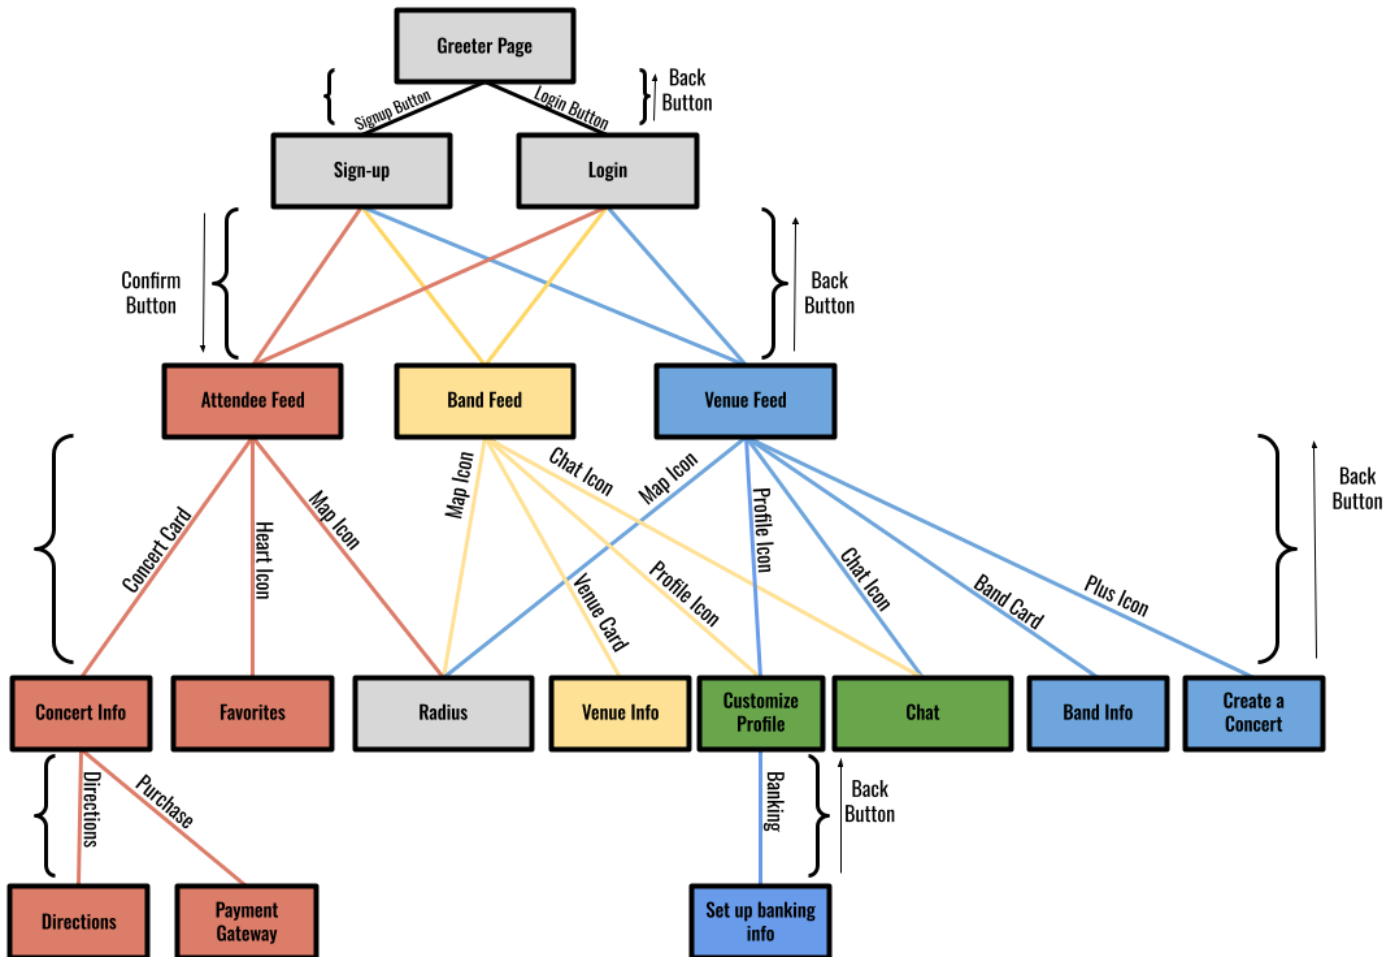 Greeter Page
Signup Button
Login Button
Back
Button
Sign-up
Login
Confirm
Button
Back
Button
Attendee Feed
Band Feed
Venue Feed
Concert Card
Heart Icon
Map Icon
Map Icon
Chat Icon
Venue Card
Profile Icon
Map Icon
Profile Icon
Chat Icon
Band Card
Plus Icon
Back
Button
Concert Info
Favorites
Radius
Venue Info
Customize
Profile
Chat
Band Info
Create a
Concert
Directions
Purchase
Banking
Back
Button
Directions
Payment
Gateway
Set up banking
info